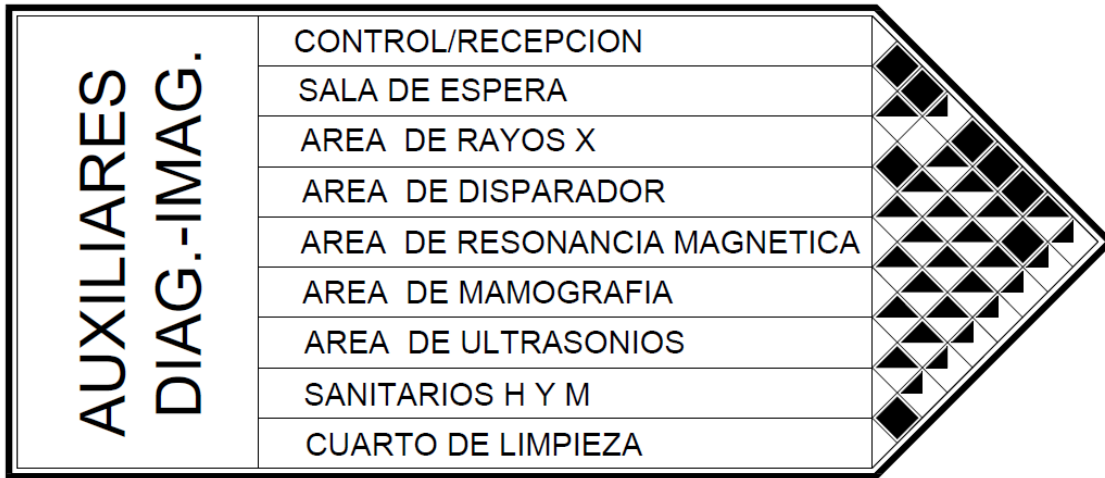 AUXILIARES
DIAG.-IMAG.
CONTROL/RECEPCION
SALA DE ESPERA
AREA DE RAYOS X
AREA DE DISPARADOR
AREA DE RESONANCIA MAGNETICA
AREA DE MAMOGRAFIA
AREA DE ULTRASONIOS
SANITARIOS H Y M
CUARTO DE LIMPIEZA